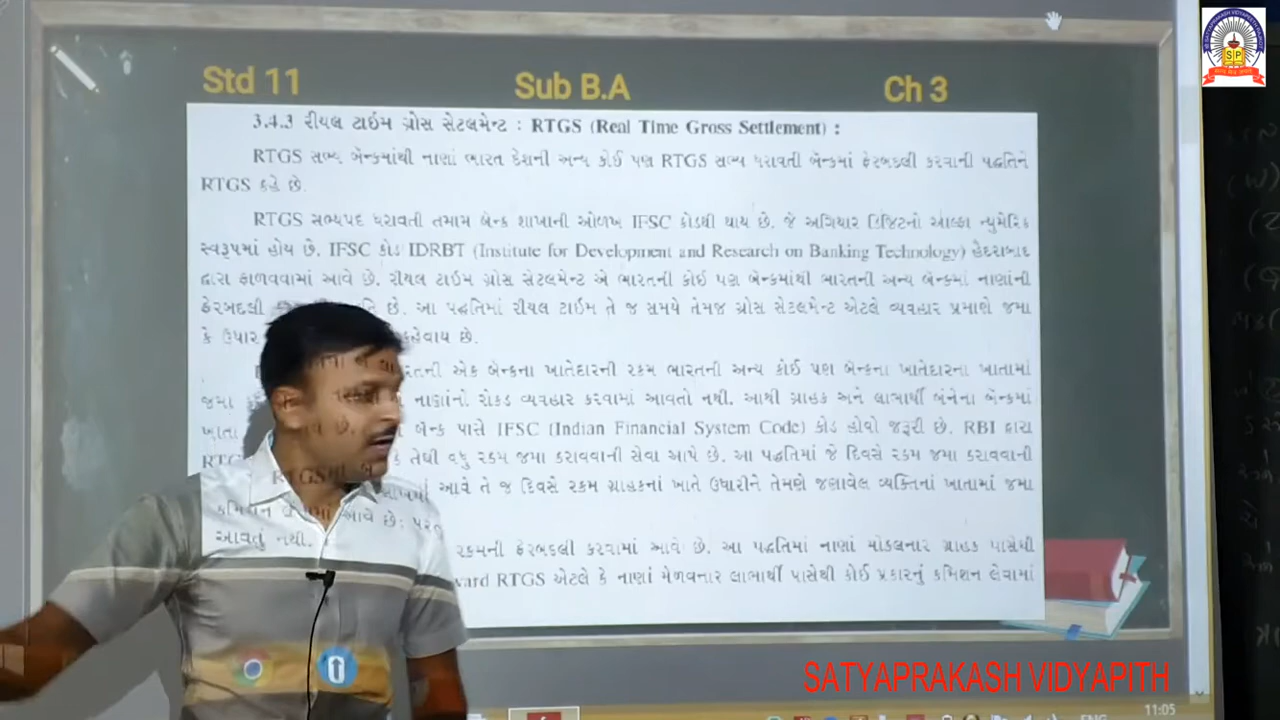 Std 11 Sub B.A Ch 3
3.4.3 રીયલ ટાઇમ ગ્રોસ સેટલમેન્ટ : RTGS (Real Time Gross Settlement) :
RTGS સભ્ય બૅન્કમાંથી નાણાં ભારત દેશની અન્ય કોઈ પણ RTGS સભ્ય ધરાવતી બૅન્કમાં ફેરબદલી કરવાની પદ્ધતિને
RTGS કહે છે.
RTGS સભ્યપદ ધરાવતી તમામ બૅન્ક શાખાની ઓળખ IFSC કોડથી થાય છે. જે અગિયાર ડિજિટનો આલ્ફા ન્યુમેરિક
સ્વરૂપમાં હોય છે. IFSC કોડ IDRBT (Institute for Development and Research on Banking Technology) હૈદરાબાદ
દ્વારા ફાળવવામાં આવે છે. રીયલ ટાઇમ ગ્રોસ સેટલમેન્ટ એ ભારતની કોઈ પણ બૅન્કમાંથી ભારતની અન્ય બૅન્કમાં નાણાંની
ફેરબદલી છે. આ પદ્ધતિમાં રીયલ ટાઇમ તે જ સમયે તેમજ ગ્રોસ સેટલમેન્ટ એટલે વ્યવહાર પ્રમાણે જમા
કે ઉધાર કહેવાય છે.
એક બૅન્કના ખાતેદારની રકમ ભારતની અન્ય કોઈ પણ બૅન્કના ખાતેદારના ખાતામાં
જમા નાણાંનો રોકડ વ્યવહાર કરવામાં આવતો નથી. આથી ગ્રાહક અને લાભાર્થી બંનેના બૅન્કમાં
ખાતા બૅન્ક પાસે IFSC (Indian Financial System Code) કોડ હોવો જરૂરી છે. RBI દ્વારા
તેથી વધુ રકમ જમા કરાવવાની સેવા આપે છે. આ પદ્ધતિમાં જે દિવસે રકમ જમા કરાવવાની
આવે તે જ દિવસે રકમ ગ્રાહકનાં ખાતે ઉધારીને તેમણે જણાવેલ વ્યક્તિનાં ખાતામાં જમા
RTGSમાં
રકમની ફેરબદલી કરવામાં આવે છે. આ પદ્ધતિમાં નાણાં મોકલનાર ગ્રાહક પાસેથી
કમિશન આવે છે; RTGS એટલે કે નાણાં મેળવનાર લાભાર્થી પાસેથી કોઈ પ્રકારનું કમિશન લેવામાં
આવતું નથી.
SATYAPRAKASH VIDYAPITH
11:05
ENG